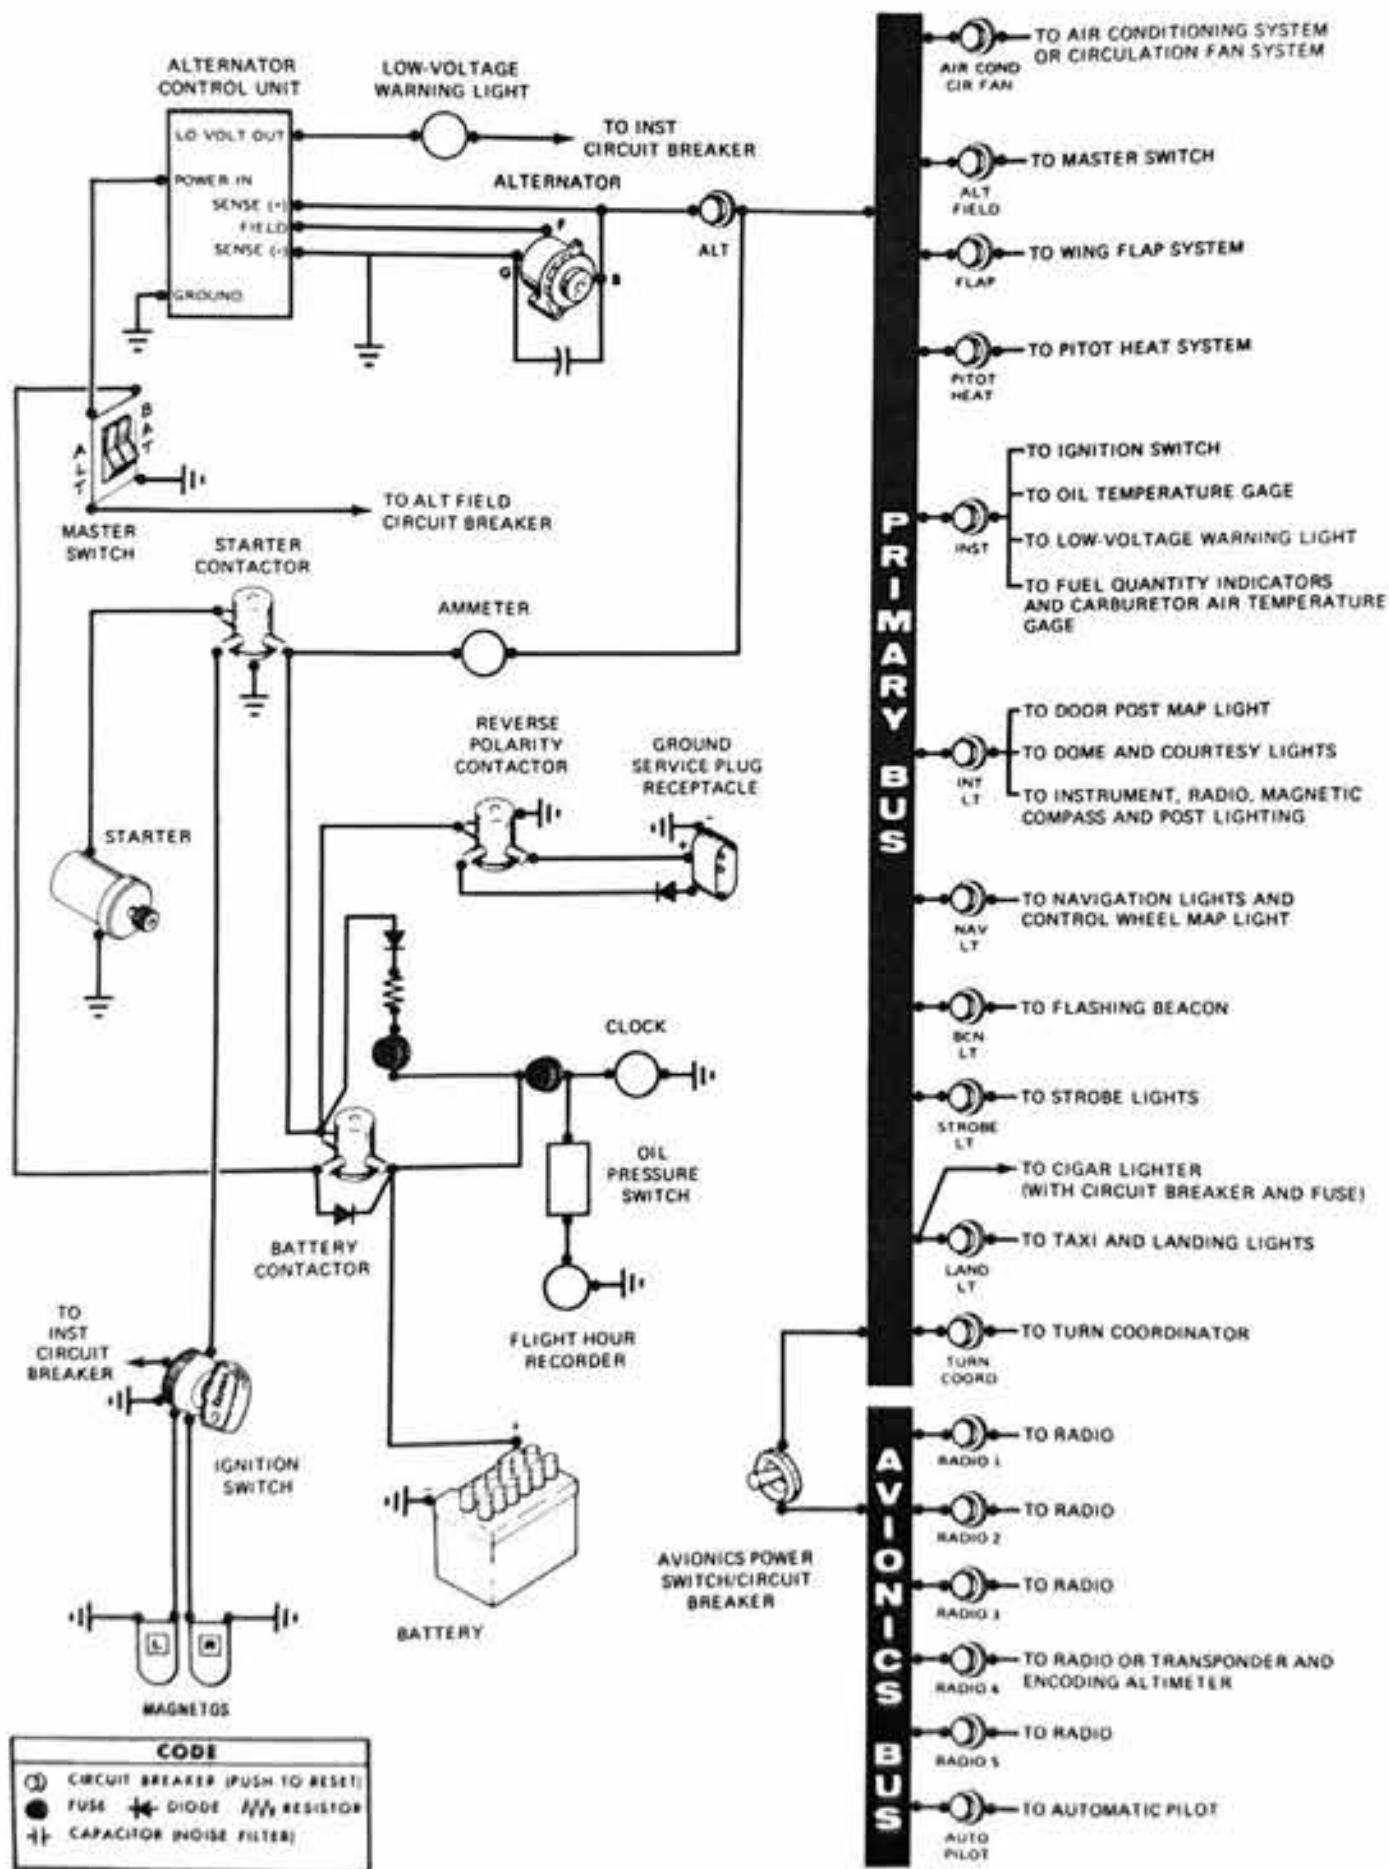 ALTERNATOR
CONTROL UNIT
LO VOLT OUT
POWER IN
SENSE (+)
FIELD
SENSE (-)
GROUND
LOW-VOLTAGE
WARNING LIGHT
TO INST
CIRCUIT BREAKER
ALTERNATOR
F
G
B
ALT
BAT
ALT
MASTER
SWITCH
TO ALT FIELD
CIRCUIT BREAKER
STARTER
CONTACTOR
AMMETER
REVERSE
POLARITY
CONTACTOR
GROUND
SERVICE PLUG
RECEPTACLE
-
+
STARTER
CLOCK
OIL
PRESSURE
SWITCH
BATTERY
CONTACTOR
FLIGHT HOUR
RECORDER
TO
INST
CIRCUIT
BREAKER
IGNITION
SWITCH
+
-
BATTERY
L
R
MAGNETOS
AVIONICS POWER
SWITCH/CIRCUIT
BREAKER
CODE
CIRCUIT BREAKER (PUSH TO RESET)
FUSE DIODE RESISTOR
CAPACITOR (NOISE FILTER)
PRIMARY BUS
AVIONICS BUS
AIR COND
CIR FAN
TO AIR CONDITIONING SYSTEM
OR CIRCULATION FAN SYSTEM
ALT
FIELD
TO MASTER SWITCH
FLAP
TO WING FLAP SYSTEM
PITOT
HEAT
TO PITOT HEAT SYSTEM
INST
TO IGNITION SWITCH
TO OIL TEMPERATURE GAGE
TO LOW-VOLTAGE WARNING LIGHT
TO FUEL QUANTITY INDICATORS
AND CARBURETOR AIR TEMPERATURE
GAGE
INT
LT
TO DOOR POST MAP LIGHT
TO DOME AND COURTESY LIGHTS
TO INSTRUMENT, RADIO, MAGNETIC
COMPASS AND POST LIGHTING
NAV
LT
TO NAVIGATION LIGHTS AND
CONTROL WHEEL MAP LIGHT
BCN
LT
TO FLASHING BEACON
STROBE
LT
TO STROBE LIGHTS
TO CIGAR LIGHTER
(WITH CIRCUIT BREAKER AND FUSE)
LAND
LT
TO TAXI AND LANDING LIGHTS
TURN
COORD
TO TURN COORDINATOR
RADIO 1
TO RADIO
RADIO 2
TO RADIO
RADIO 3
TO RADIO
RADIO 4
TO RADIO OR TRANSPONDER AND
ENCODING ALTIMETER
RADIO 5
TO RADIO
AUTO
PILOT
TO AUTOMATIC PILOT